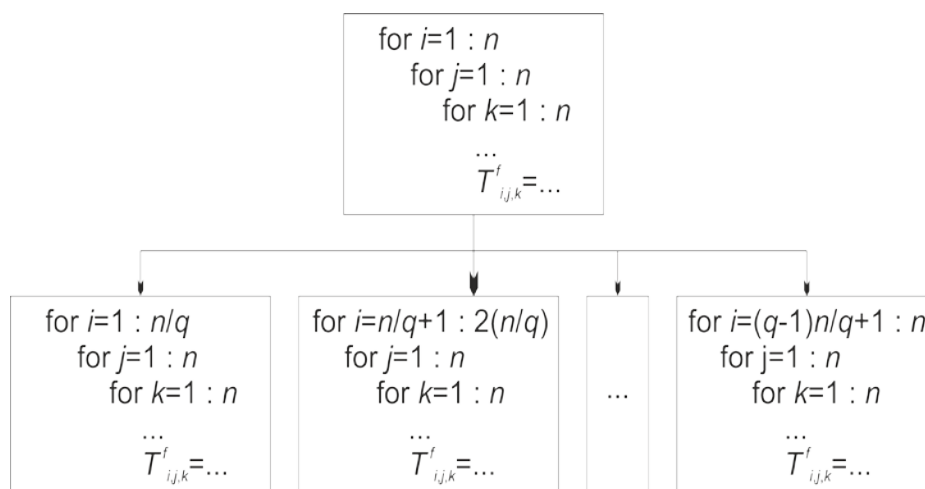 for i=1 : n
for j=1 : n
for k=1 : n
...
T^f_{i,j,k}=...
for i=1 : n/q
for j=1 : n
for k=1 : n
...
T^f_{i,j,k}=...
for i=n/q+1 : 2(n/q)
for j=1 : n
for k=1 : n
...
T^f_{i,j,k}=...
...
for i=(q-1)n/q+1 : n
for j=1 : n
for k=1 : n
...
T^f_{i,j,k}=...